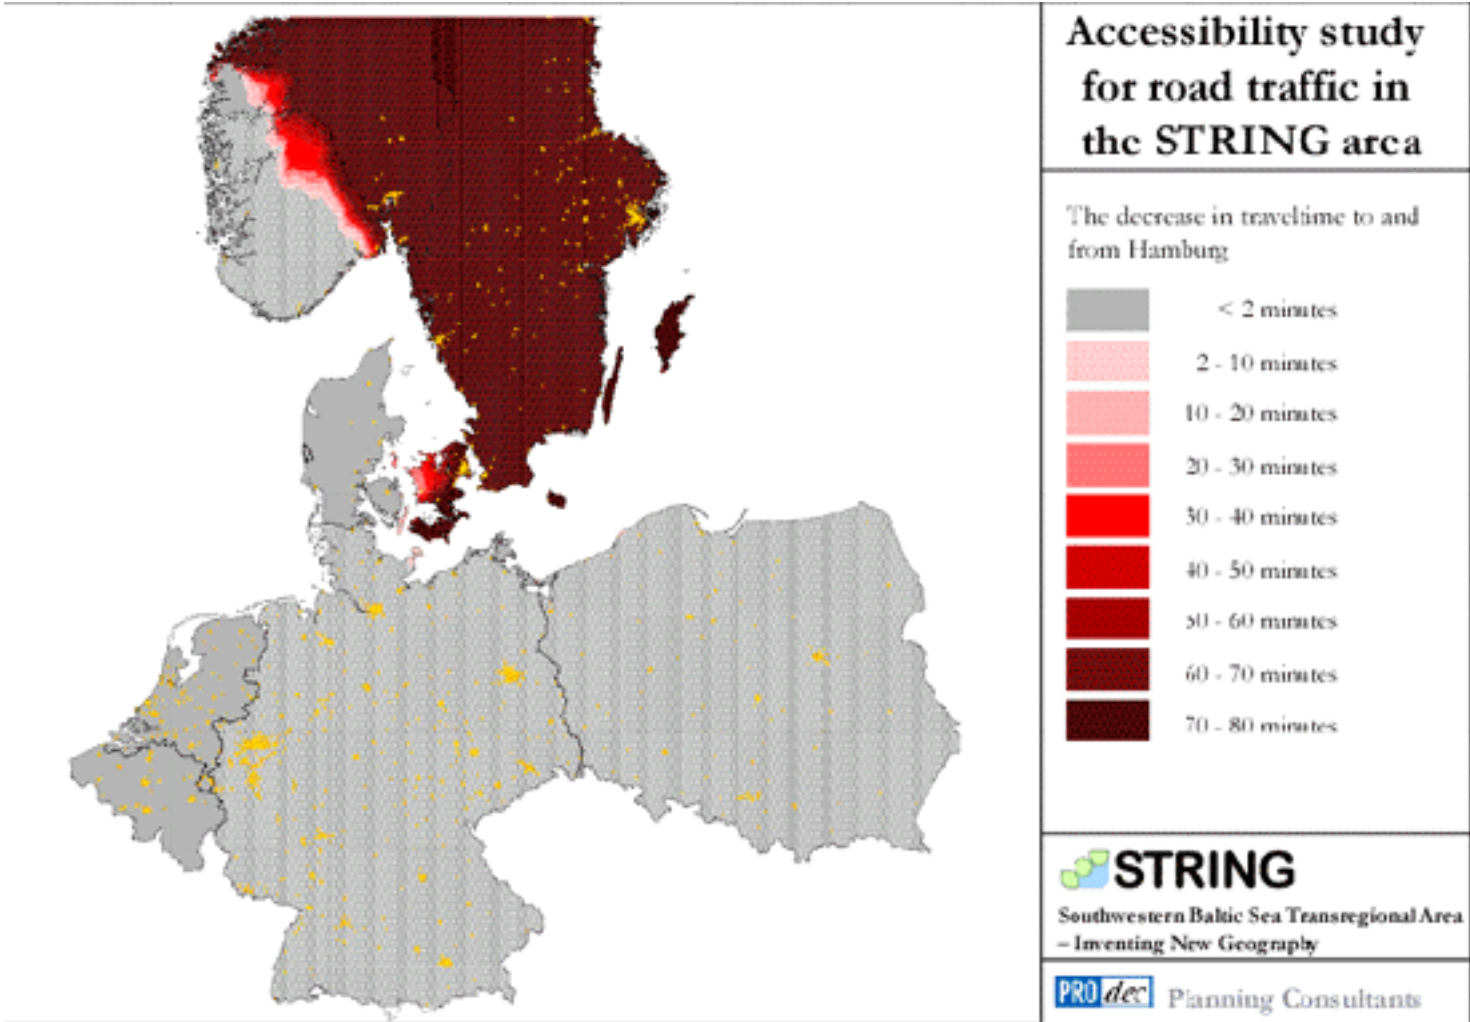 Accessibility study
for road traffic in
the STRING area
The decrease in traveltime to and
from Hamburg
< 2 minutes
2 - 10 minutes
10 - 20 minutes
20 - 30 minutes
30 - 40 minutes
40 - 50 minutes
50 - 60 minutes
60 - 70 minutes
70 - 80 minutes
STRING
Southwestern Baltic Sea Transregional Area
– Inventing New Geography
PROdec Planning Consultants